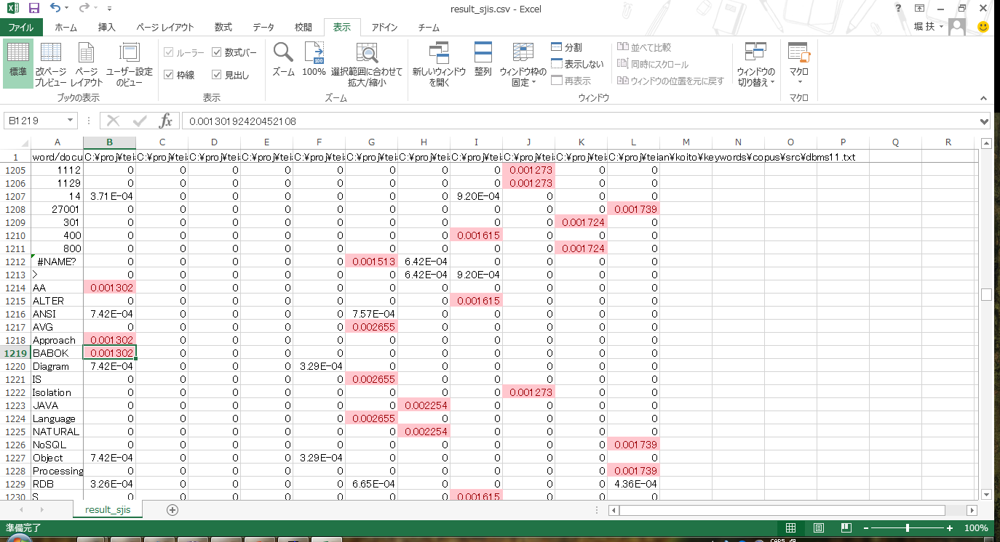 result_sjis.csv - Excel
ファイル ホーム 挿入 ページ レイアウト 数式 データ 校閲 表示 アドイン チーム 堀 扶
標準 改ページ プレビュー ページ レイアウト ユーザー設定 のビュー
ルーラー 数式バー
枠線 見出し
ズーム 100% 選択範囲に合わせて 拡大/縮小
新しいウィンドウ を開く 整列 ウィンドウ枠の 固定
分割
表示しない
再表示
並べて比較
同時にスクロール
ウィンドウの位置を元に戻す
ウィンドウの 切り替え マクロ
ブックの表示 表示 ズーム ウィンドウ マクロ
B1219 fx 0.00130192420452108
A B C D E F G H I J K L M N O P Q R
1 word/docu C:¥proj¥tei C:¥proj¥tei C:¥proj¥tei C:¥proj¥tei C:¥proj¥tei C:¥proj¥tei C:¥proj¥tei C:¥proj¥tei C:¥proj¥tei C:¥proj¥tei C:¥proj¥teian¥koito¥keywords¥copus¥src¥dbms11.txt
1205 1112 0 0 0 0 0 0 0 0 0.001273 0 0
1206 1129 0 0 0 0 0 0 0 0 0.001273 0 0
1207 14 3.71E-04 0 0 0 0 0 0 9.20E-04 0 0 0
1208 27001 0 0 0 0 0 0 0 0 0 0 0.001739
1209 301 0 0 0 0 0 0 0 0 0 0.001724 0
1210 400 0 0 0 0 0 0 0 0.001615 0 0 0
1211 800 0 0 0 0 0 0 0 0 0 0.001724 0
1212 #NAME? 0 0 0 0 0 0.001513 6.42E-04 0 0 0 0
1213 > 0 0 0 0 0 0 6.42E-04 9.20E-04 0 0 0
1214 AA 0.001302 0 0 0 0 0 0 0 0 0 0
1215 ALTER 0 0 0 0 0 0 0 0.001615 0 0 0
1216 ANSI 7.42E-04 0 0 0 0 7.57E-04 0 0 0 0 0
1217 AVG 0 0 0 0 0 0.002655 0 0 0 0 0
1218 Approach 0.001302 0 0 0 0 0 0 0 0 0 0
1219 BABOK 0.001302 0 0 0 0 0 0 0 0 0 0
1220 Diagram 7.42E-04 0 0 0 3.29E-04 0 0 0 0 0 0
1221 IS 0 0 0 0 0 0.002655 0 0 0 0 0
1222 Isolation 0 0 0 0 0 0 0 0 0.001273 0 0
1223 JAVA 0 0 0 0 0 0 0.002254 0 0 0 0
1224 Language 0 0 0 0 0 0.002655 0 0 0 0 0
1225 NATURAL 0 0 0 0 0 0 0.002254 0 0 0 0
1226 NoSQL 0 0 0 0 0 0 0 0 0 0 0.001739
1227 Object 7.42E-04 0 0 0 3.29E-04 0 0 0 0 0 0
1228 Processing 0 0 0 0 0 0 0 0 0 0 0.001739
1229 RDB 3.26E-04 0 0 0 0 6.65E-04 0 0 0 0 4.36E-04
1230 S 0 0 0 0 0 0 0 0.001615 0 0 0
result_sjis
準備完了 100%